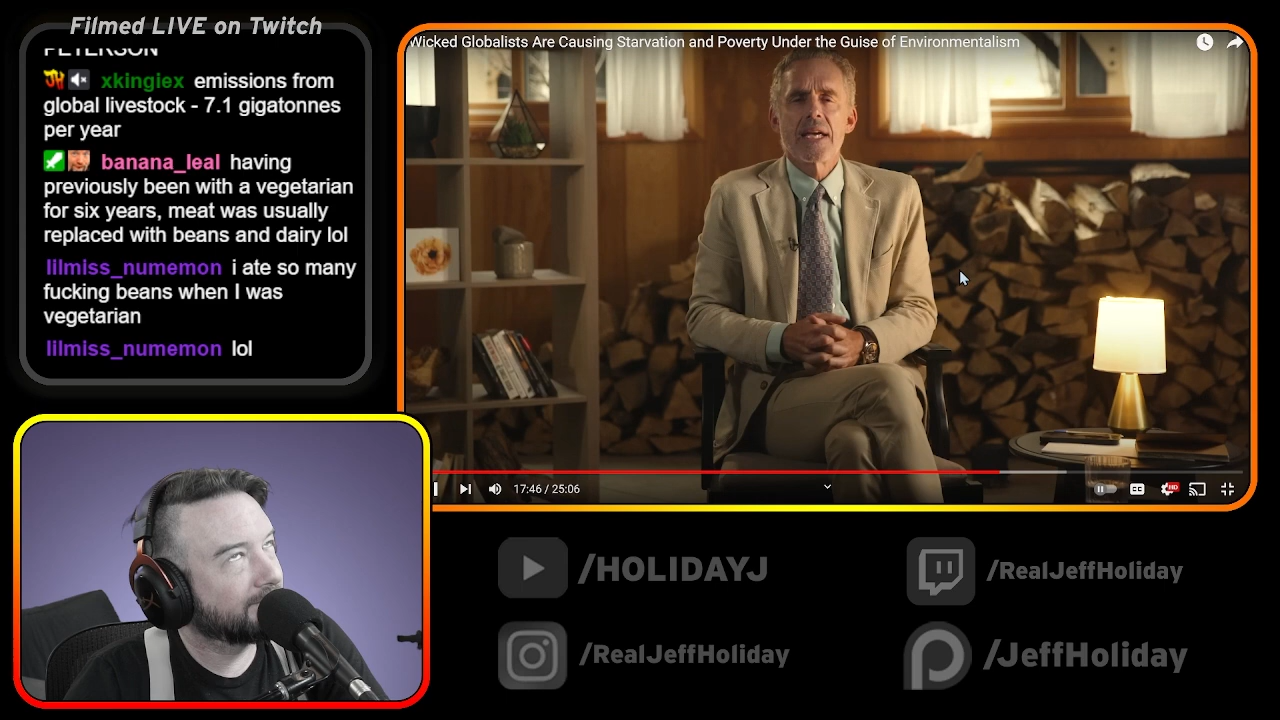 Filmed LIVE on Twitch
PETERSON
xkingiex emissions from
global livestock - 7.1 gigatonnes
per year
banana_leal having
previously been with a vegetarian
for six years, meat was usually
replaced with beans and dairy lol
lilmiss_numemon i ate so many
fucking beans when I was
vegetarian
lilmiss_numemon lol
Wicked Globalists Are Causing Starvation and Poverty Under the Guise of Environmentalism
17:46 / 25:06
CC
HD
/HOLIDAYJ
/RealJeffHoliday
/RealJeffHoliday
/JeffHoliday